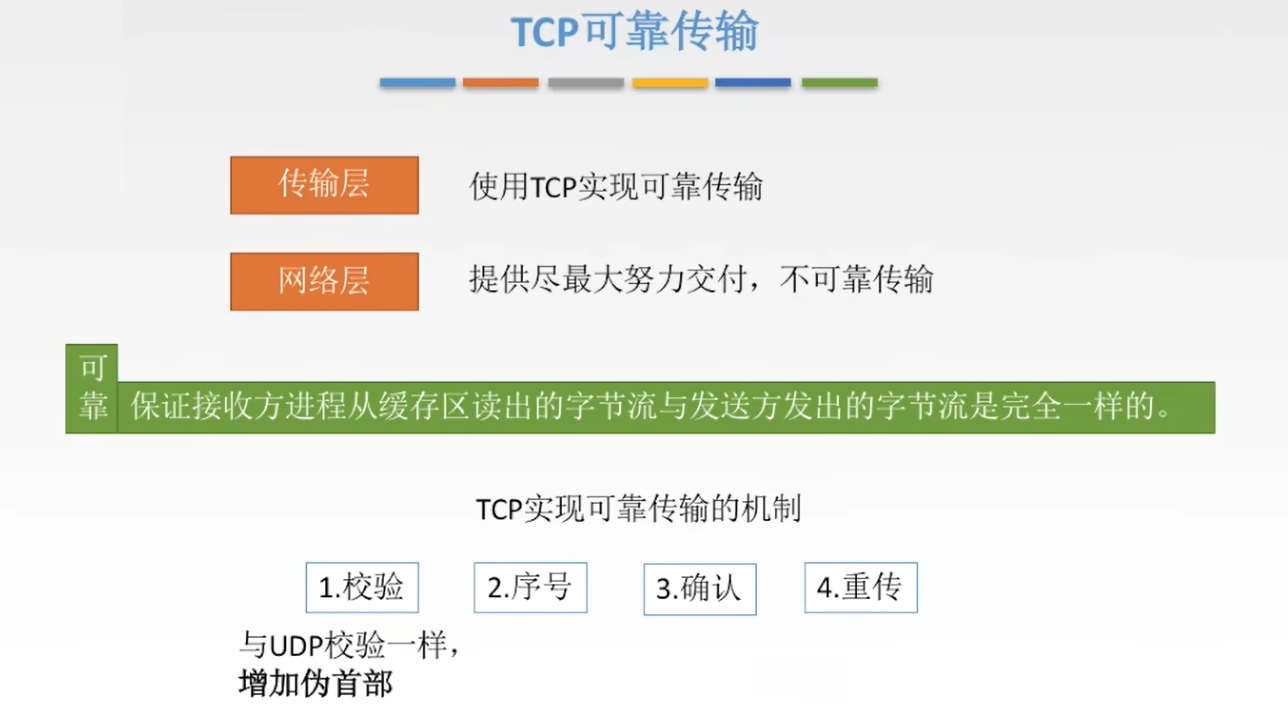 TCP可靠传输
传输层
使用TCP实现可靠传输
网络层
提供尽最大努力交付，不可靠传输
可
靠
保证接收方进程从缓存区读出的字节流与发送方发出的字节流是完全一样的。
TCP实现可靠传输的机制
1.校验
2.序号
3.确认
4.重传
与UDP校验一样，
增加伪首部